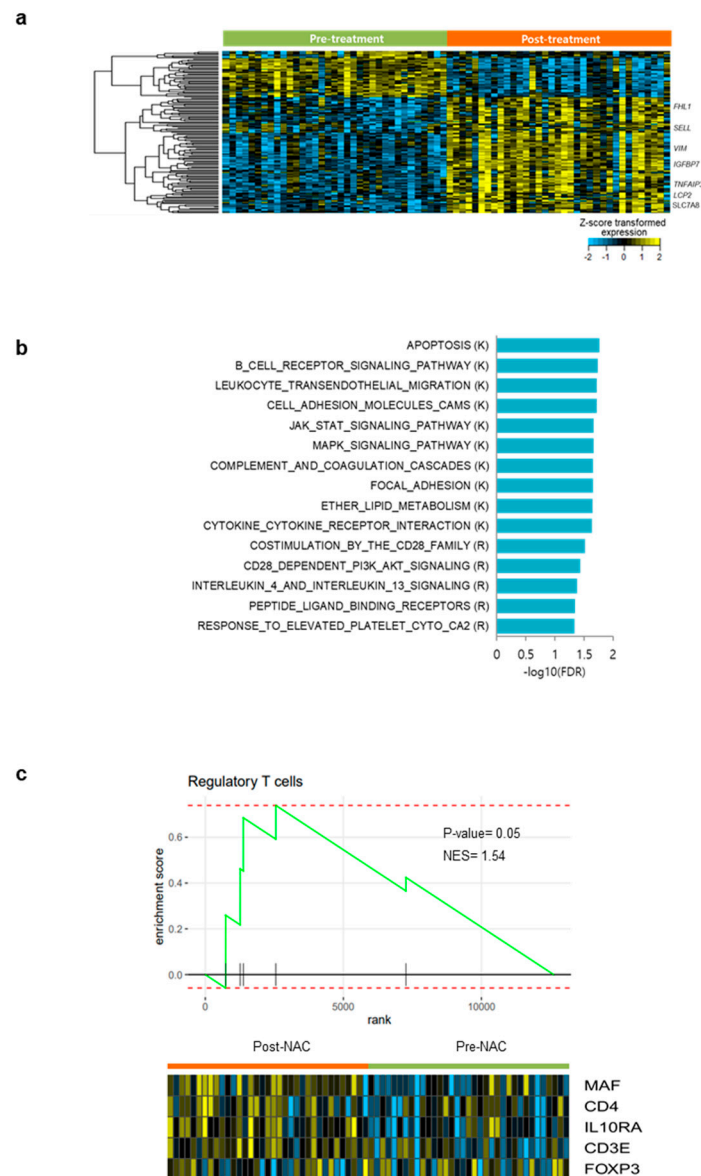 a
Pre-treatment Post-treatment
FHL1
SELL
VIM
IGFBP7
LCP2
SLC7A8
Z-score transformed
expression
-2 -1 0 1 2
b
APOPTOSIS (K)
B_CELL_RECEPTOR_SIGNALING_PATHWAY (K)
LEUKOCYTE_TRANSENDOTHELIAL_MIGRATION (K)
CELL_ADHESION_MOLECULES_CAMS (K)
JAK_STAT_SIGNALING_PATHWAY (K)
MAPK_SIGNALING_PATHWAY (K)
COMPLEMENT_AND_COAGULATION_CASCADES (K)
FOCAL_ADHESION (K)
ETHER_LIPID_METABOLISM (K)
CYTOKINE_CYTOKINE_RECEPTOR_INTERACTION (K)
COSTIMULATION_BY_THE_CD28_FAMILY (R)
CD28_DEPENDENT_PI3K_AKT_SIGNALING (R)
INTERLEUKIN_4_AND_INTERLEUKIN_13_SIGNALING (R)
PEPTIDE_LIGAND_BINDING_RECEPTORS (R)
RESPONSE_TO_ELEVATED_PLATELET_CYTO_CA2 (R)
0 0.5 1 1.5 2
-log10(FDR)
c
Regulatory T cells
P-value= 0.05
NES= 1.54
enrichment score
0.6
0.4
0.2
0.0
0 5000 10000
rank
Post-NAC Pre-NAC
MAF
CD4
IL10RA
CD3E
FOXP3